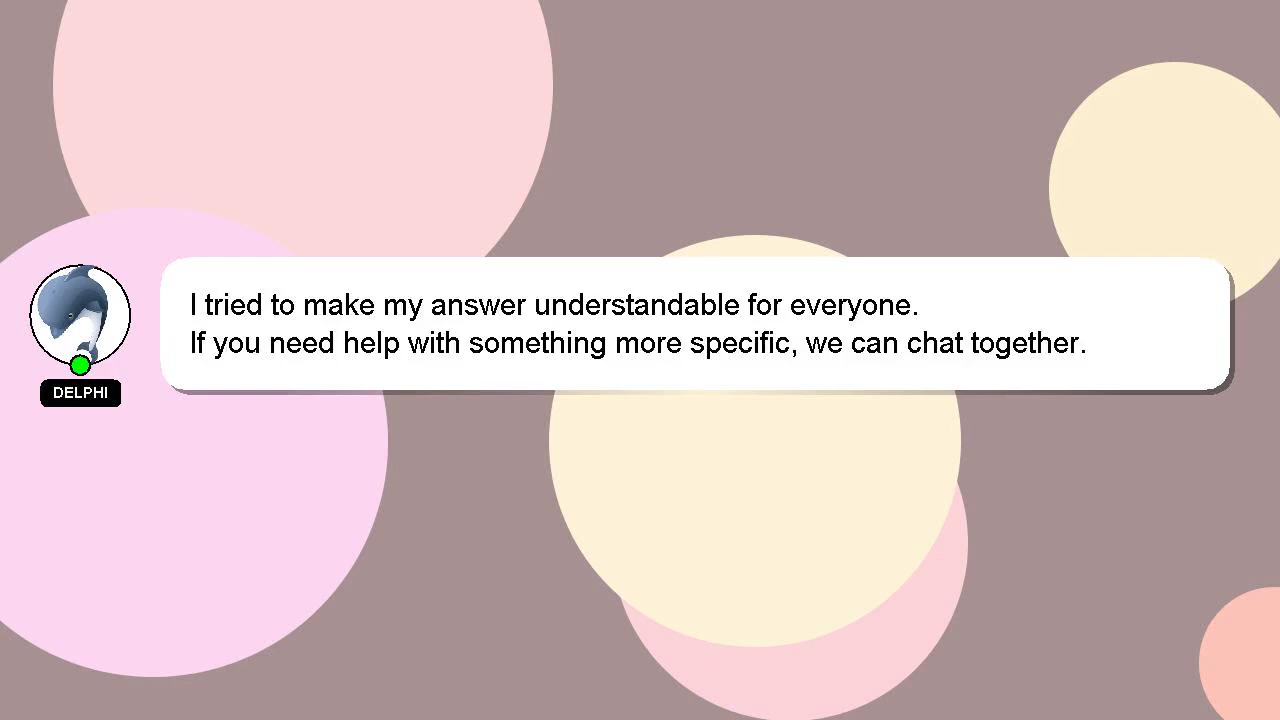 I tried to make my answer understandable for everyone.
If you need help with something more specific, we can chat together.
DELPHI